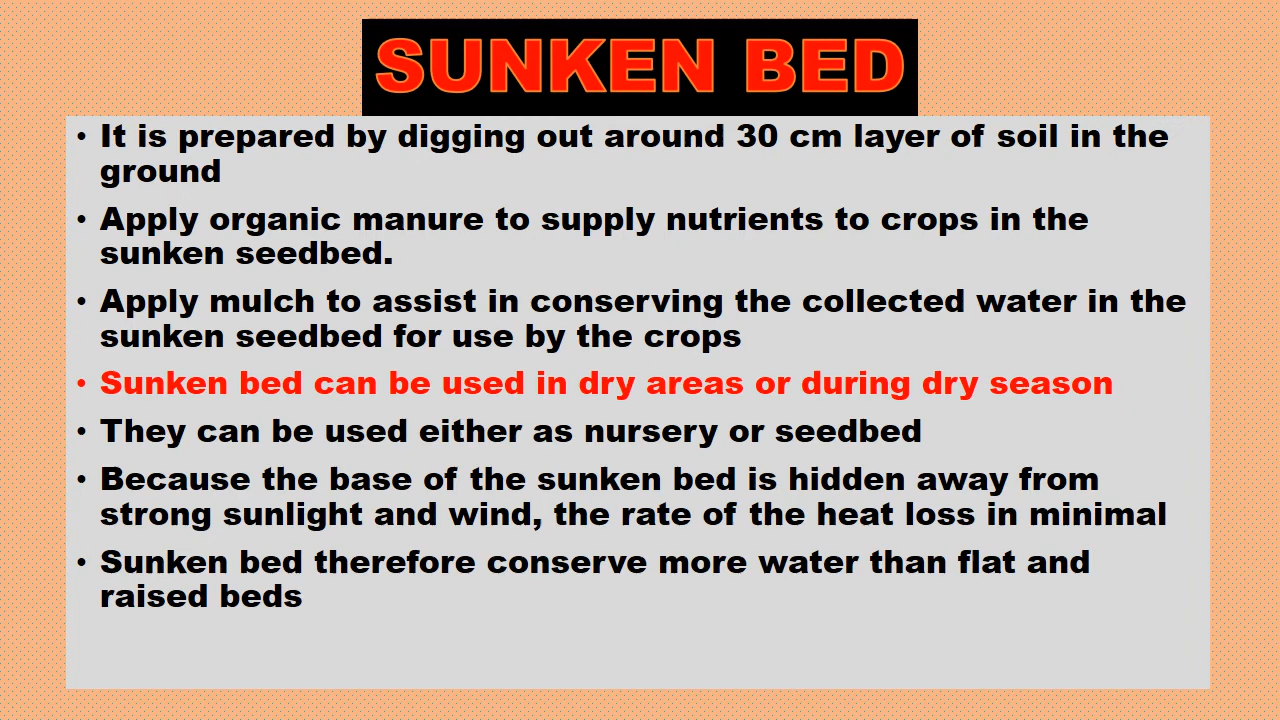 SUNKEN BED
• It is prepared by digging out around 30 cm layer of soil in the
ground
• Apply organic manure to supply nutrients to crops in the
sunken seedbed.
• Apply mulch to assist in conserving the collected water in the
sunken seedbed for use by the crops
• Sunken bed can be used in dry areas or during dry season
• They can be used either as nursery or seedbed
• Because the base of the sunken bed is hidden away from
strong sunlight and wind, the rate of the heat loss in minimal
• Sunken bed therefore conserve more water than flat and
raised beds